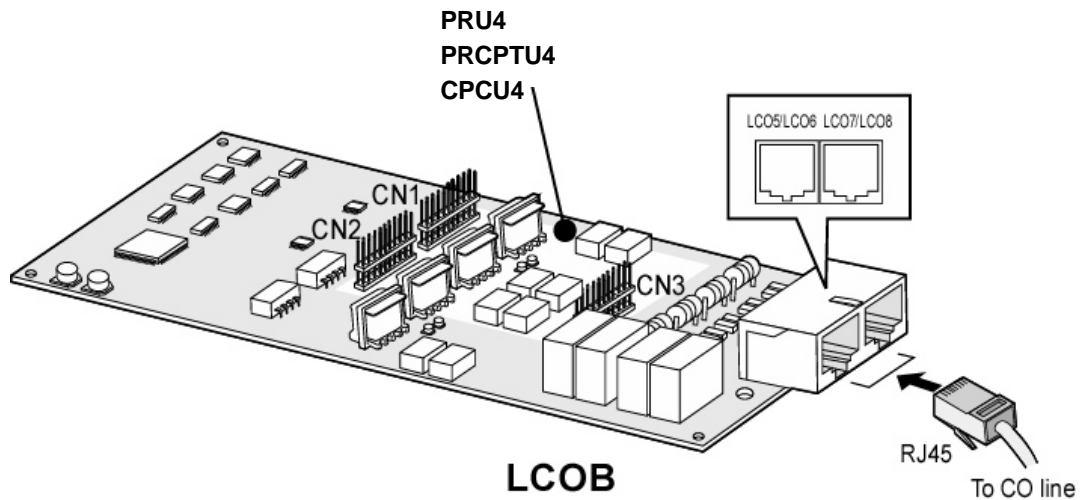 PRU4
PRCPTU4
CPCU4
LCO5/LCO6 LCO7/LCO8
CN1
CN2
CN3
RJ45
LCOB
To CO line